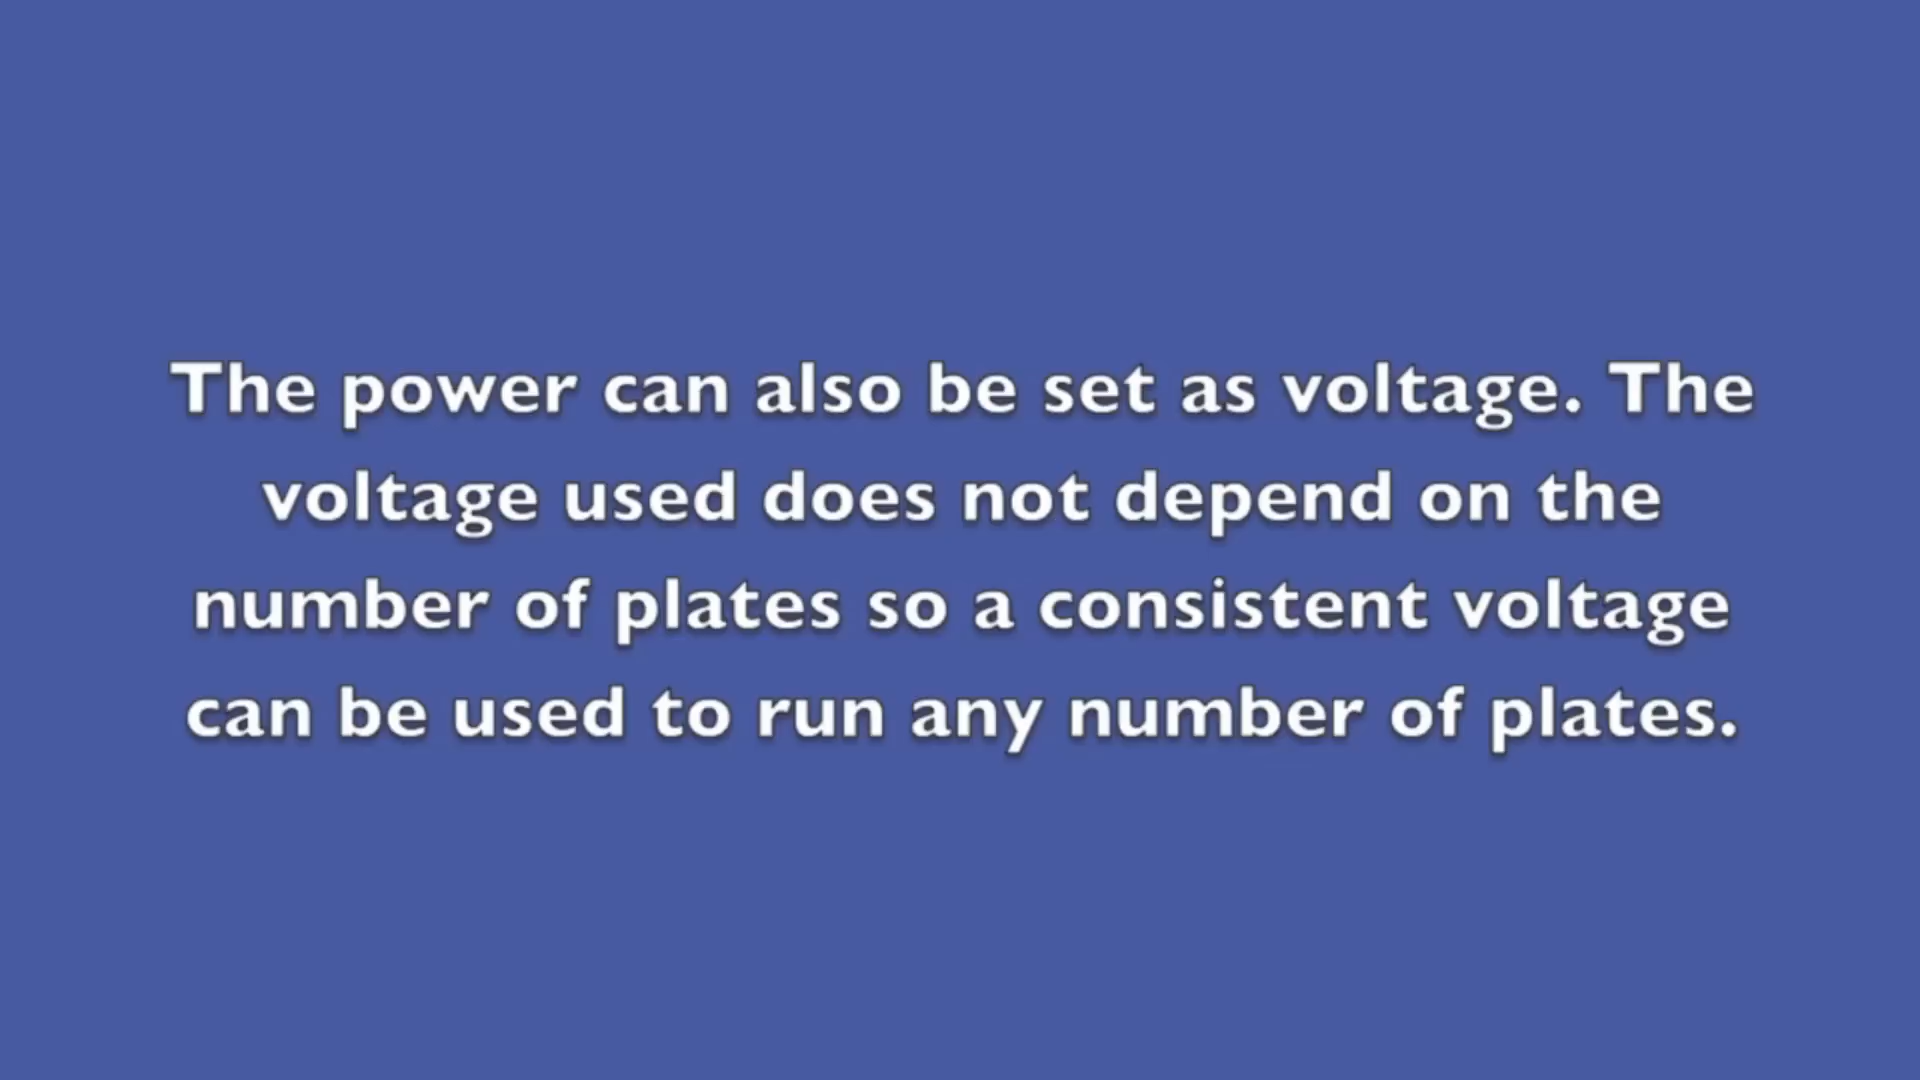 The power can also be set as voltage. The
voltage used does not depend on the
number of plates so a consistent voltage
can be used to run any number of plates.